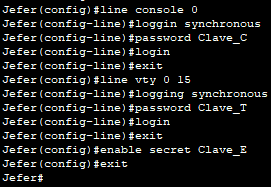 Jefer(config)#line console 0
Jefer(config-line)#loggin synchronous
Jefer(config-line)#password Clave_C
Jefer(config-line)#login
Jefer(config-line)#exit
Jefer(config)#line vty 0 15
Jefer(config-line)#logging synchronous
Jefer(config-line)#password Clave_T
Jefer(config-line)#login
Jefer(config-line)#exit
Jefer(config)#enable secret Clave_E
Jefer(config)#exit
Jefer#